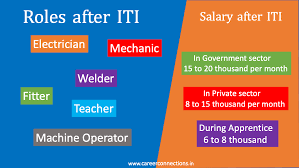 Roles after ITI
Electrician
Mechanic
Welder
Fitter
Teacher
Machine Operator
Salary after ITI
In Government sector
15 to 20 thousand per month
In Private sector
8 to 15 thousand per month
During Apprentice
6 to 8 thousand
www.careerconnections.in